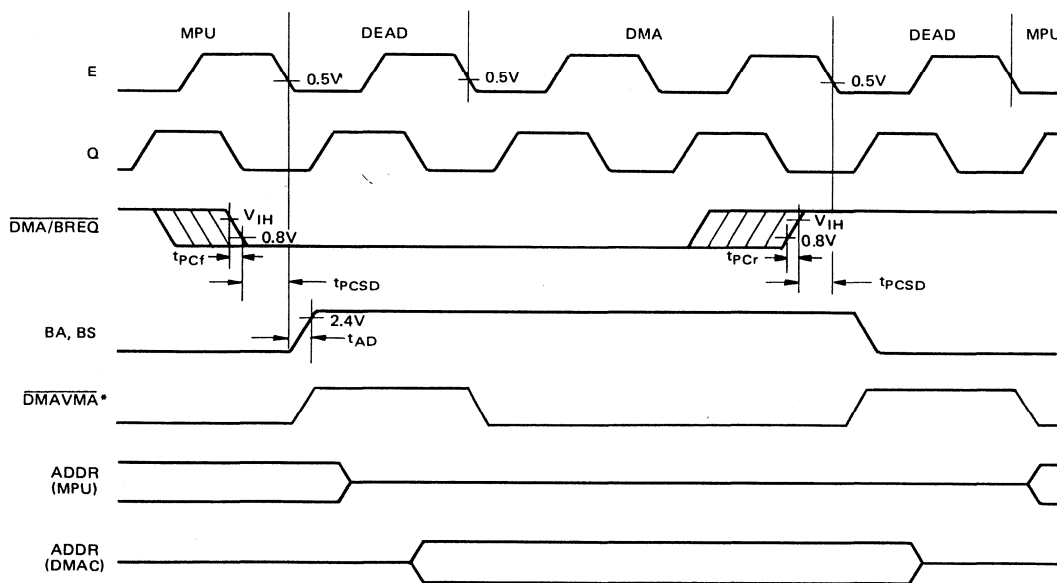 MPU DEAD DMA DEAD MPU
E 0.5V 0.5V 0.5V
Q
DMA/BREQ VIH 0.8V VIH 0.8V
tPCf tPCr
tPCSD tPCSD
BA, BS 2.4V
tAD
DMAVMA*
ADDR
(MPU)
ADDR
(DMAC)